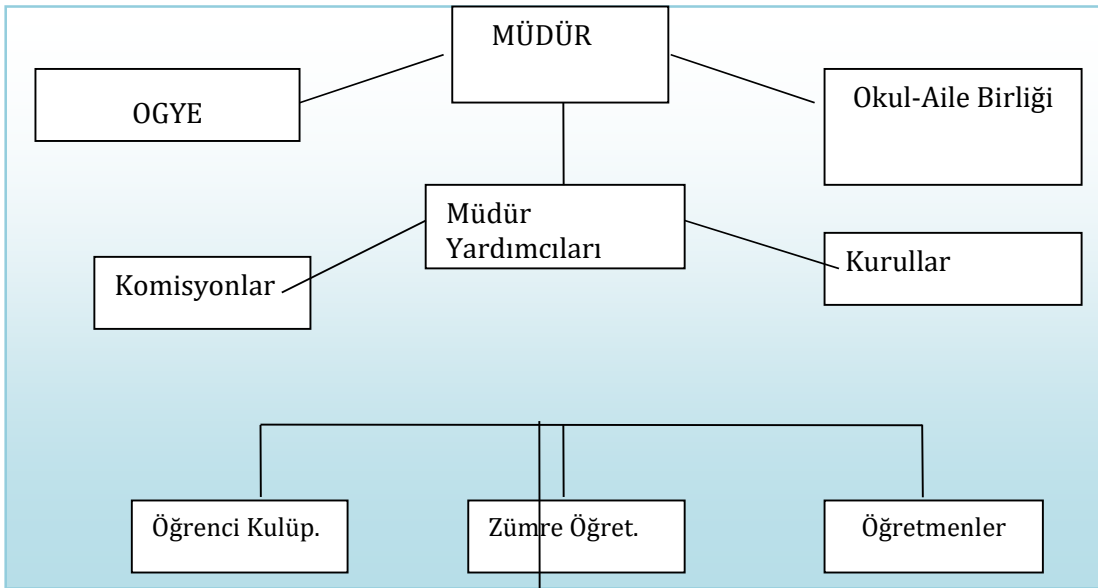 MÜDÜR
OGYE
Okul-Aile Birliği
Müdür
Yardımcıları
Komisyonlar
Kurullar
Öğrenci Kulüp.
Zümre Öğret.
Öğretmenler